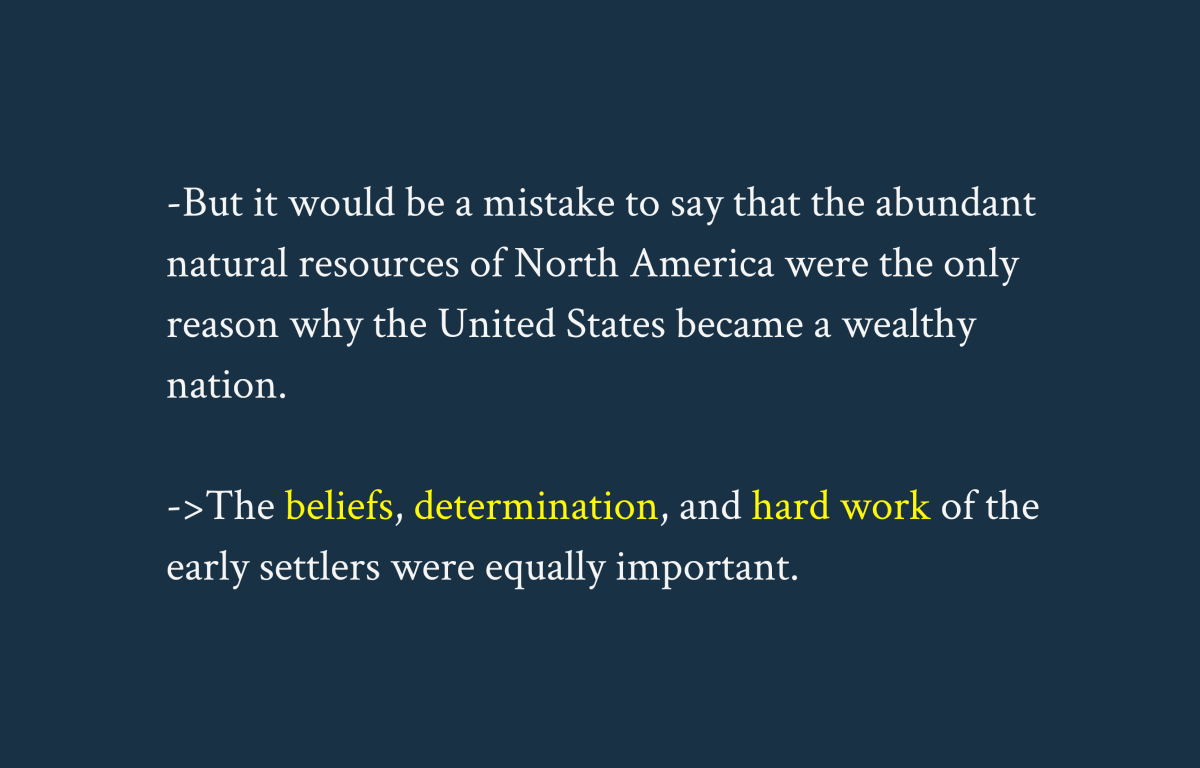 -But it would be a mistake to say that the abundant
natural resources of North America were the only
reason why the United States became a wealthy
nation.
->The beliefs, determination, and hard work of the
early settlers were equally important.